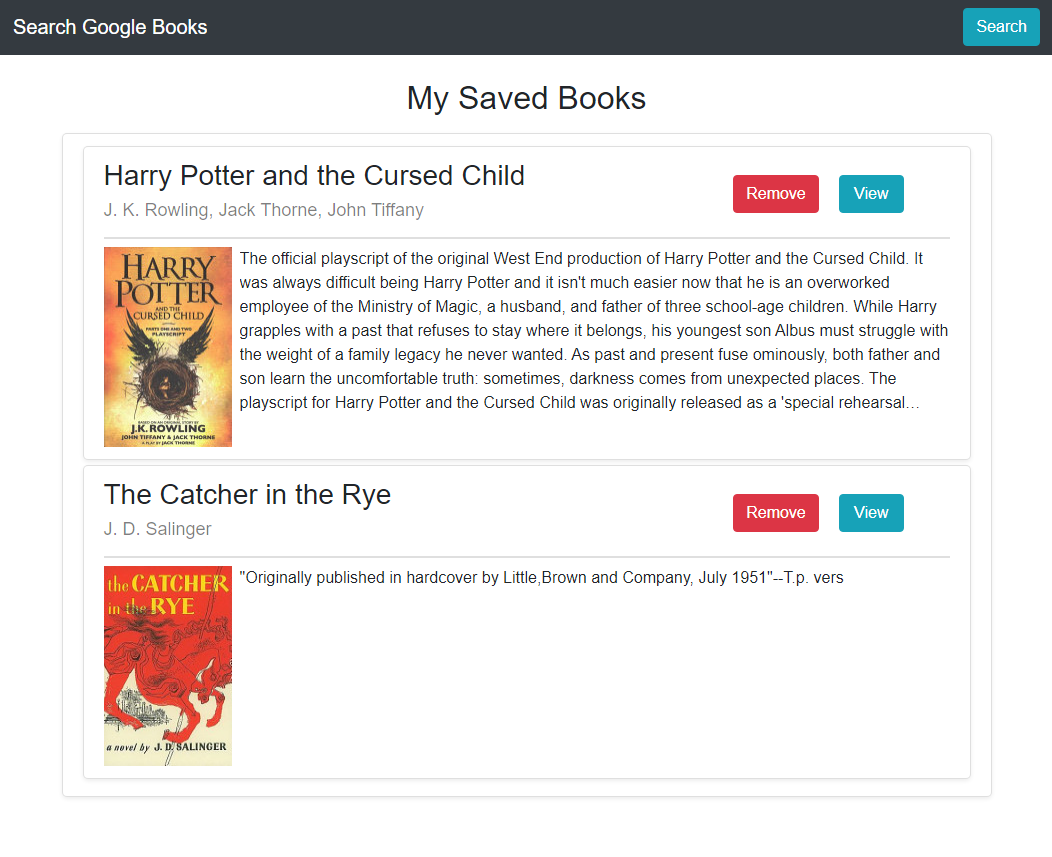 Search Google Books
Search
My Saved Books
Harry Potter and the Cursed Child
J. K. Rowling, Jack Thorne, John Tiffany
Remove
View
HARRY
POTTER
AND THE
CURSED CHILD
PARTS ONE AND TWO
PLAYSCRIPT
BASED ON AN ORIGINAL STORY BY
J.K. ROWLING
JOHN TIFFANY & JACK THORNE
A PLAY BY JACK THORNE
The official playscript of the original West End production of Harry Potter and the Cursed Child. It
was always difficult being Harry Potter and it isn't much easier now that he is an overworked
employee of the Ministry of Magic, a husband, and father of three school-age children. While Harry
grapples with a past that refuses to stay where it belongs, his youngest son Albus must struggle with
the weight of a family legacy he never wanted. As past and present fuse ominously, both father and
son learn the uncomfortable truth: sometimes, darkness comes from unexpected places. The
playscript for Harry Potter and the Cursed Child was originally released as a 'special rehearsal...
The Catcher in the Rye
J. D. Salinger
Remove
View
the CATCHER
in the RYE
a novel by J. D. SALINGER
"Originally published in hardcover by Little,Brown and Company, July 1951"--T.p. vers